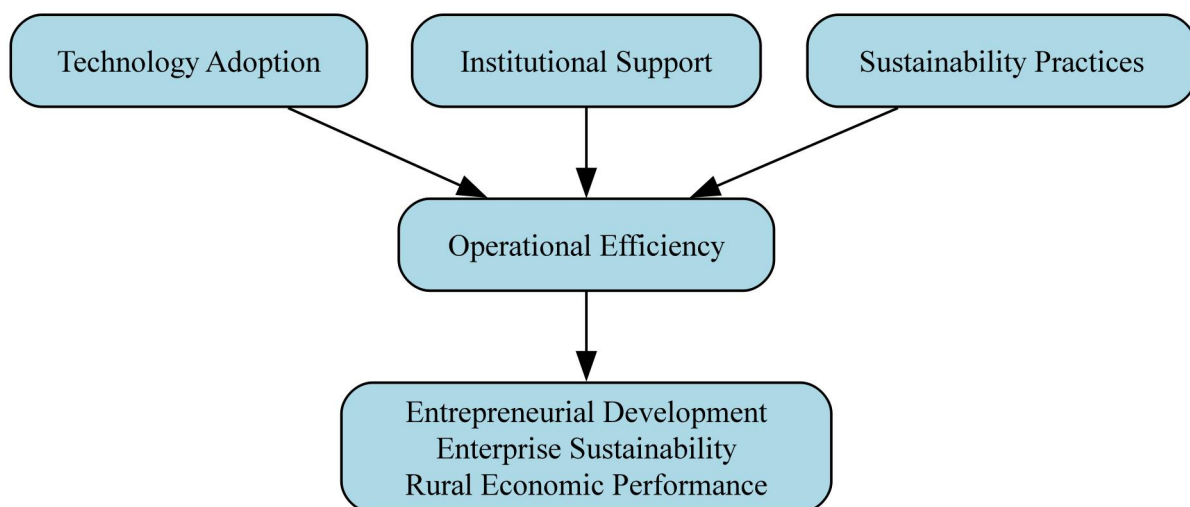 Technology Adoption
Institutional Support
Sustainability Practices
Operational Efficiency
Entrepreneurial Development
Enterprise Sustainability
Rural Economic Performance